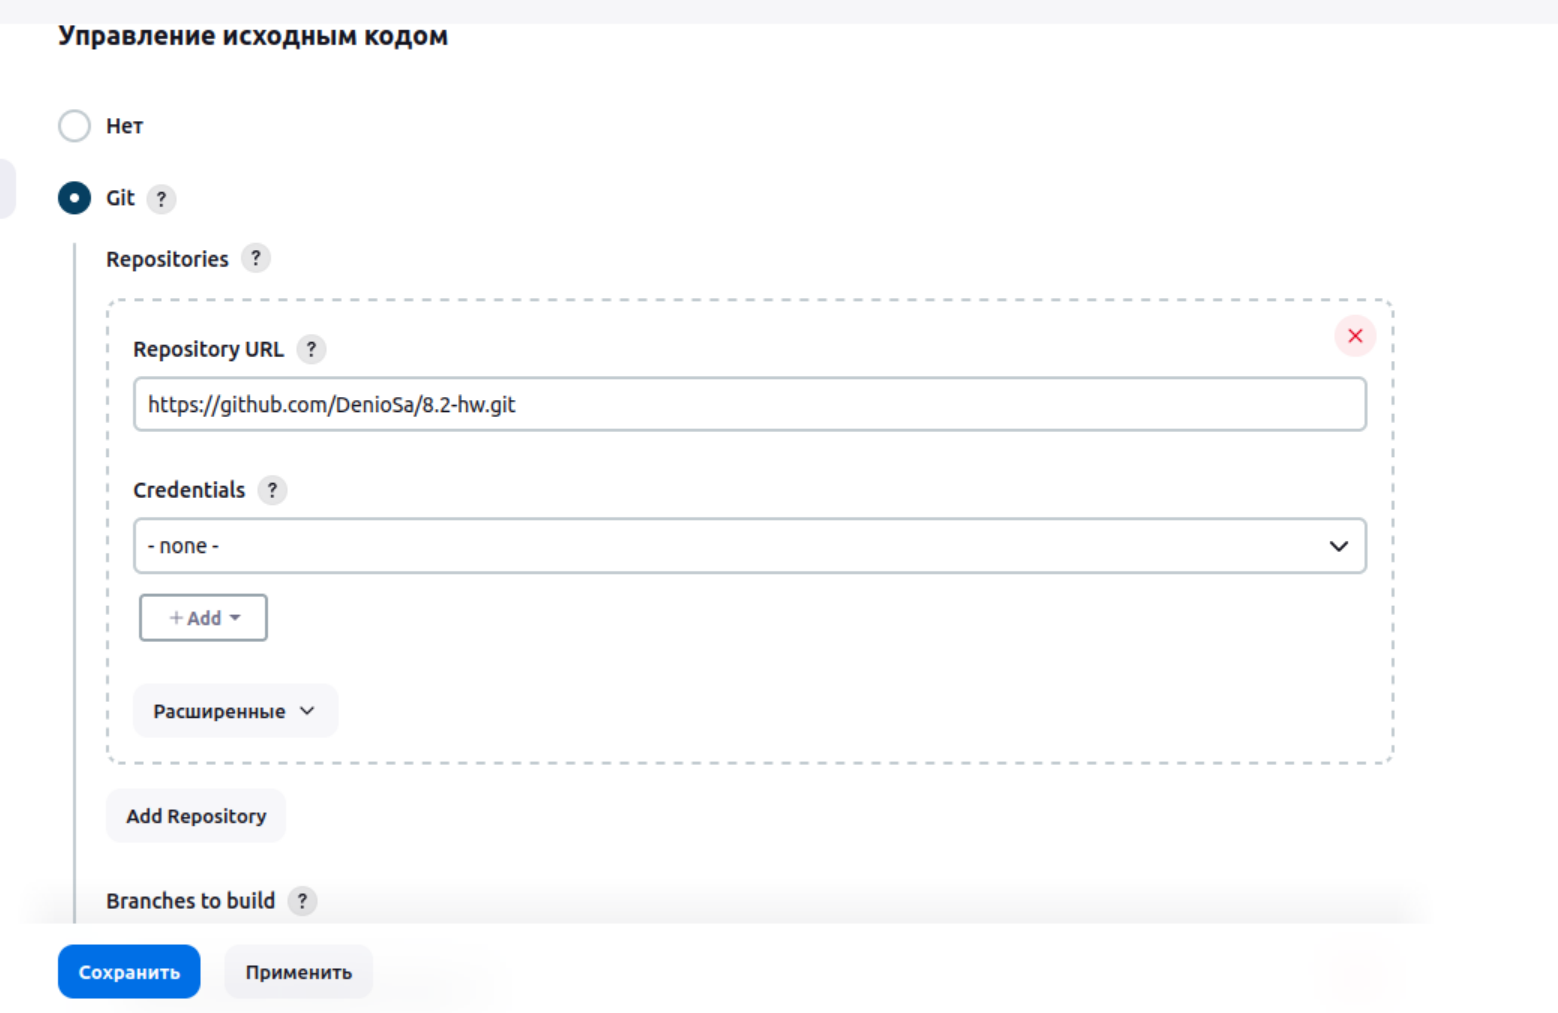 Управление исходным кодом
Нет
Git ?
Repositories ?
Repository URL ?
https://github.com/DenioSa/8.2-hw.git
Credentials ?
- none -
+ Add
Расширенные
Add Repository
Branches to build ?
Сохранить Применить